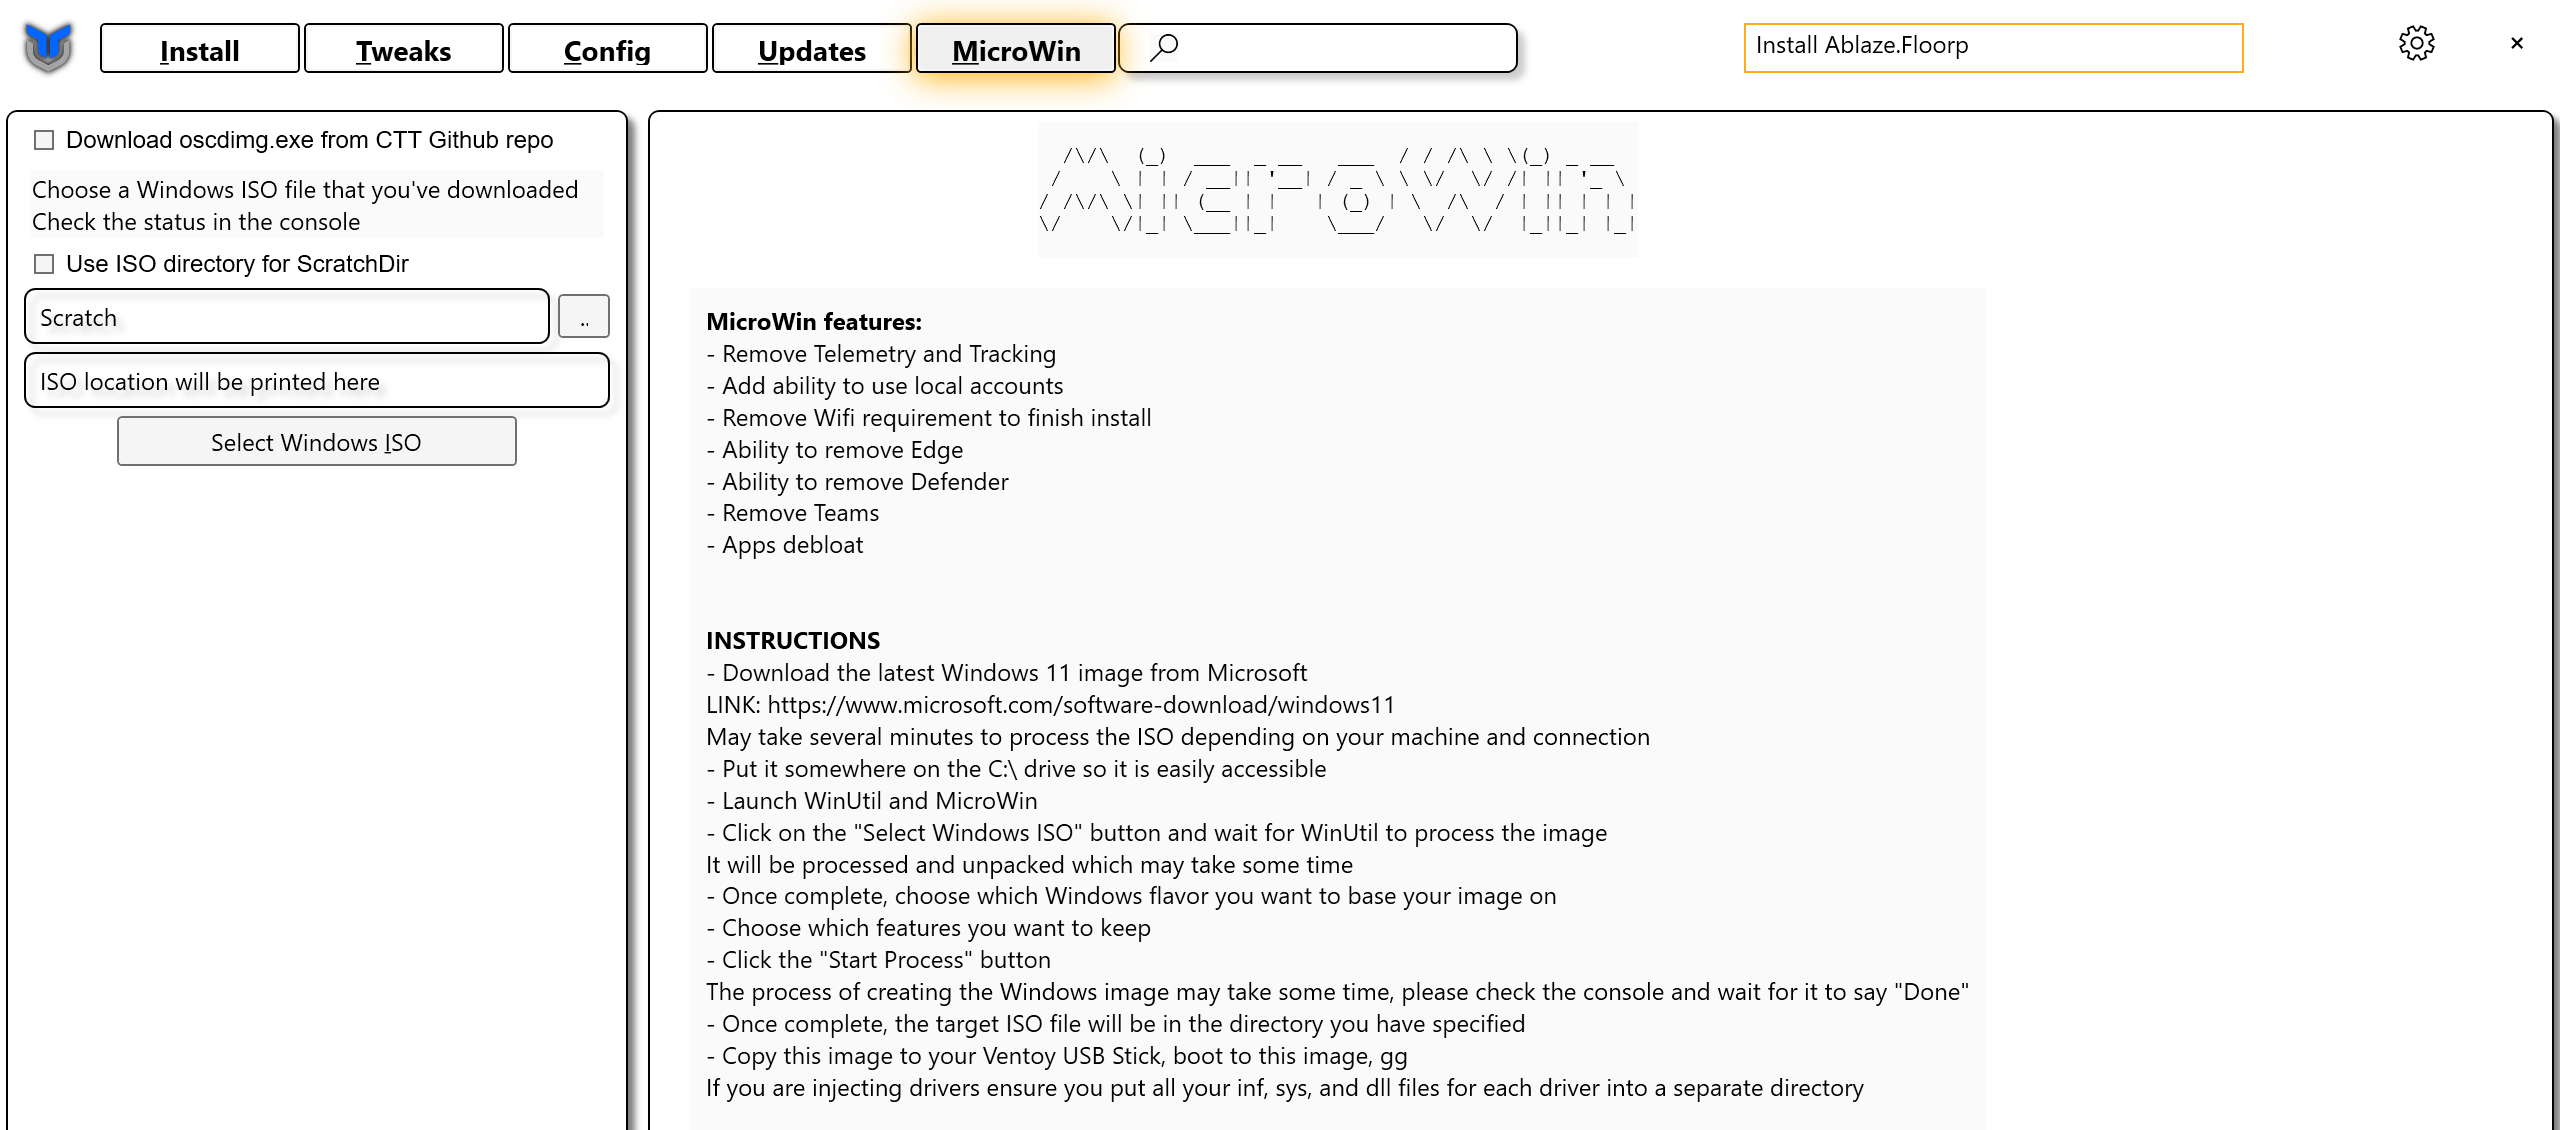 Install
Tweaks
Config
Updates
MicroWin
Install Ablaze.Floorp
Download oscdimg.exe from CTT Github repo
Choose a Windows ISO file that you've downloaded
Check the status in the console
Use ISO directory for ScratchDir
Scratch
..
ISO location will be printed here
Select Windows ISO
MicroWin
MicroWin features:
- Remove Telemetry and Tracking
- Add ability to use local accounts
- Remove Wifi requirement to finish install
- Ability to remove Edge
- Ability to remove Defender
- Remove Teams
- Apps debloat
INSTRUCTIONS
- Download the latest Windows 11 image from Microsoft
LINK: https://www.microsoft.com/software-download/windows11
May take several minutes to process the ISO depending on your machine and connection
- Put it somewhere on the C:\ drive so it is easily accessible
- Launch WinUtil and MicroWin
- Click on the "Select Windows ISO" button and wait for WinUtil to process the image
It will be processed and unpacked which may take some time
- Once complete, choose which Windows flavor you want to base your image on
- Choose which features you want to keep
- Click the "Start Process" button
The process of creating the Windows image may take some time, please check the console and wait for it to say "Done"
- Once complete, the target ISO file will be in the directory you have specified
- Copy this image to your Ventoy USB Stick, boot to this image, gg
If you are injecting drivers ensure you put all your inf, sys, and dll files for each driver into a separate directory